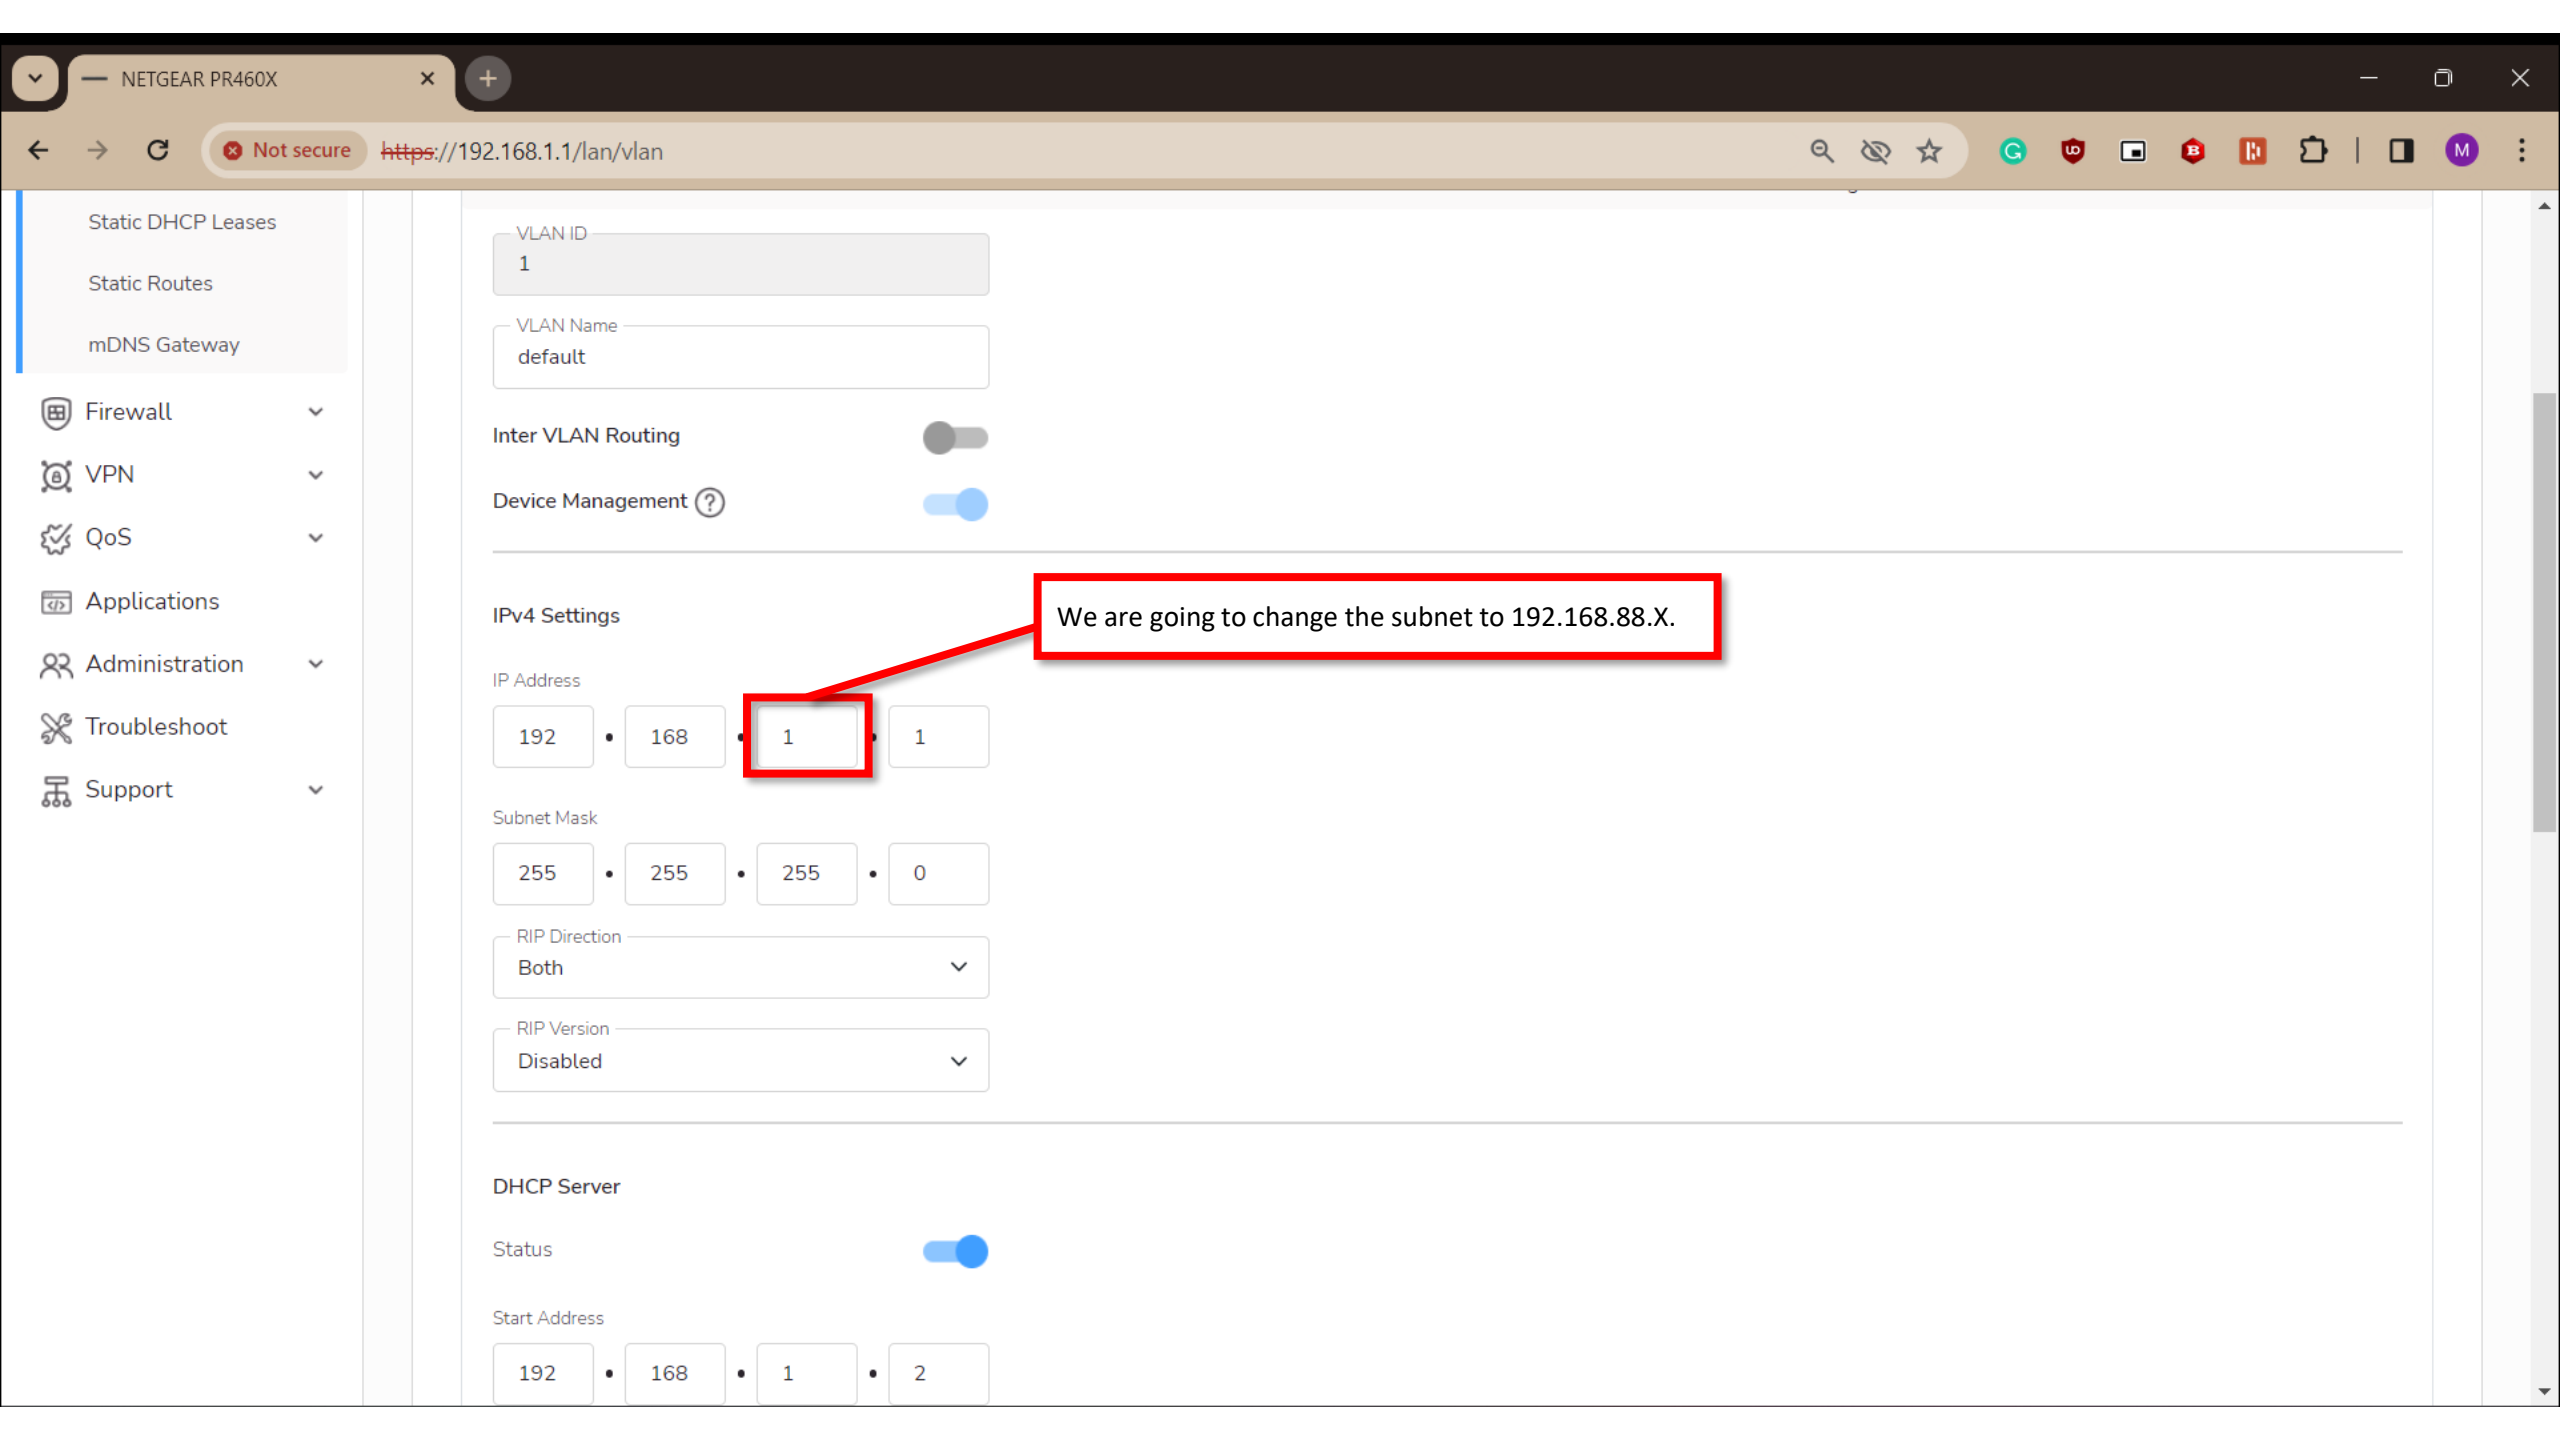 NETGEAR PR460X
Not secure https://192.168.1.1/lan/vlan
M
Static DHCP Leases
Static Routes
mDNS Gateway
Firewall
VPN
QoS
Applications
Administration
Troubleshoot
Support
VLAN ID
1
VLAN Name
default
Inter VLAN Routing
Device Management ?
IPv4 Settings
We are going to change the subnet to 192.168.88.X.
IP Address
192 • 168 • 1 • 1
Subnet Mask
255 • 255 • 255 • 0
RIP Direction
Both
RIP Version
Disabled
DHCP Server
Status
Start Address
192 • 168 • 1 • 2